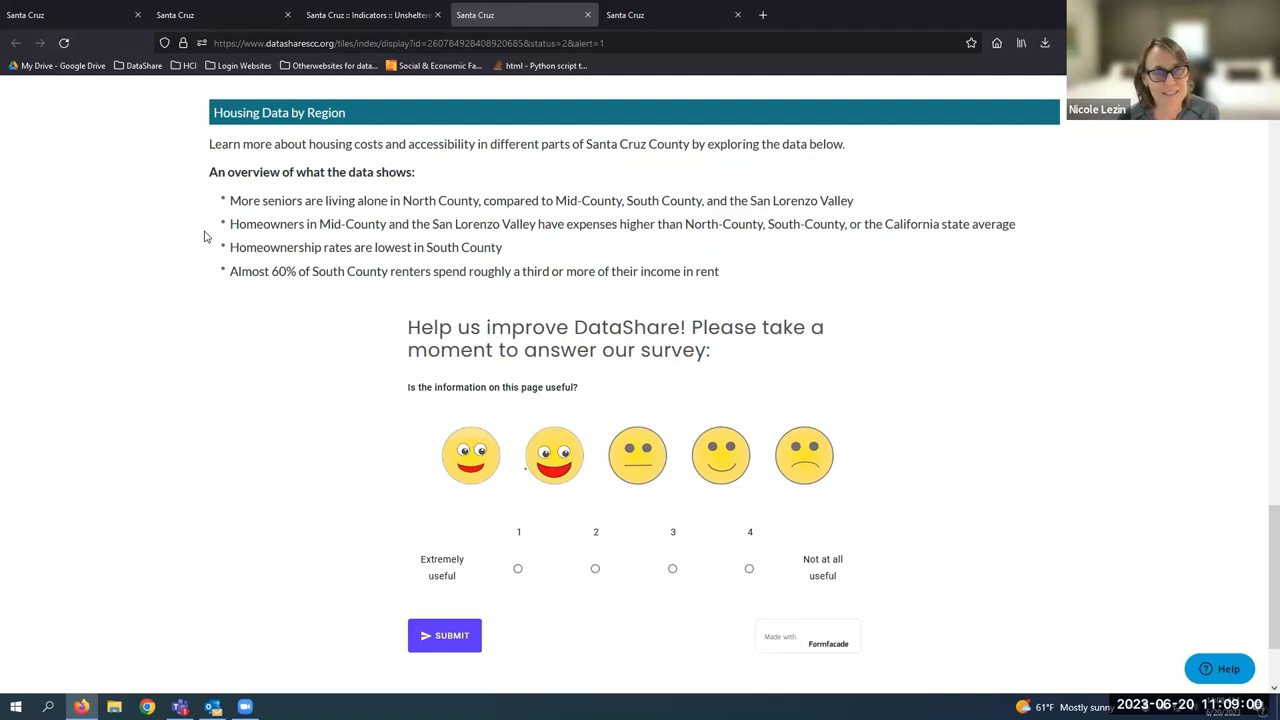 Santa Cruz
Santa Cruz
Santa Cruz :: Indicators :: Unsheltere
Santa Cruz
Santa Cruz
https://www.datasharescc.org/tiles/index/display?id=260784928408920685&status=2&alert=1
My Drive - Google Drive
DataShare
HCI
Login Websites
Otherwebsites for data...
Social & Economic Fa...
html - Python script t...
Nicole Lezin
Housing Data by Region
Learn more about housing costs and accessibility in different parts of Santa Cruz County by exploring the data below.
An overview of what the data shows:
• More seniors are living alone in North County, compared to Mid-County, South County, and the San Lorenzo Valley
• Homeowners in Mid-County and the San Lorenzo Valley have expenses higher than North-County, South-County, or the California state average
• Homeownership rates are lowest in South County
• Almost 60% of South County renters spend roughly a third or more of their income in rent
Help us improve DataShare! Please take a
moment to answer our survey:
Is the information on this page useful?
1 2 3 4
Extremely
useful
Not at all
useful
SUBMIT
Made with Formfacade
Help
61°F Mostly sunny
2023-06-20 11:09:00